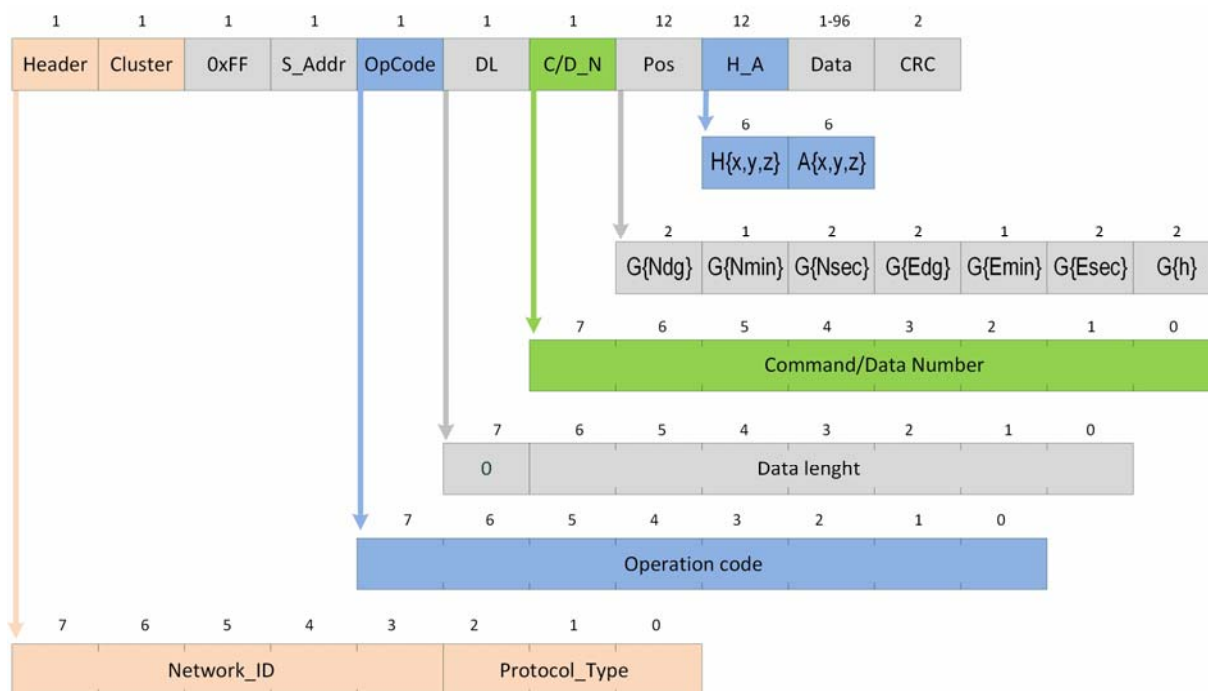 1 1 1 1 1 1 1 12 12 1-96 2
Header Cluster 0xFF S_Addr OpCode DL C/D_N Pos H_A Data CRC
6 6
H{x,y,z} A{x,y,z}
2 1 2 2 1 2 2
G{Ndg} G{Nmin} G{Nsec} G{Edg} G{Emin} G{Esec} G{h}
7 6 5 4 3 2 1 0
Command/Data Number
7 6 5 4 3 2 1 0
0 Data lenght
7 6 5 4 3 2 1 0
Operation code
7 6 5 4 3 2 1 0
Network_ID Protocol_Type